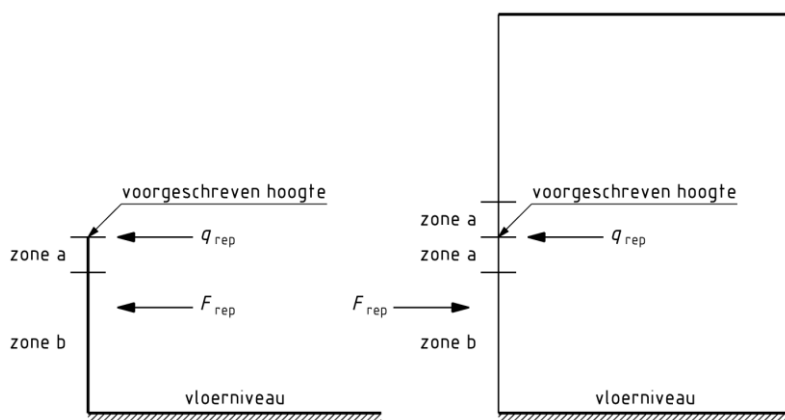 voorgeschreven hoogte
zone a
q rep
F rep
zone b
vloerniveau
voorgeschreven hoogte
zone a
zone a
q rep
F rep
zone b
vloerniveau